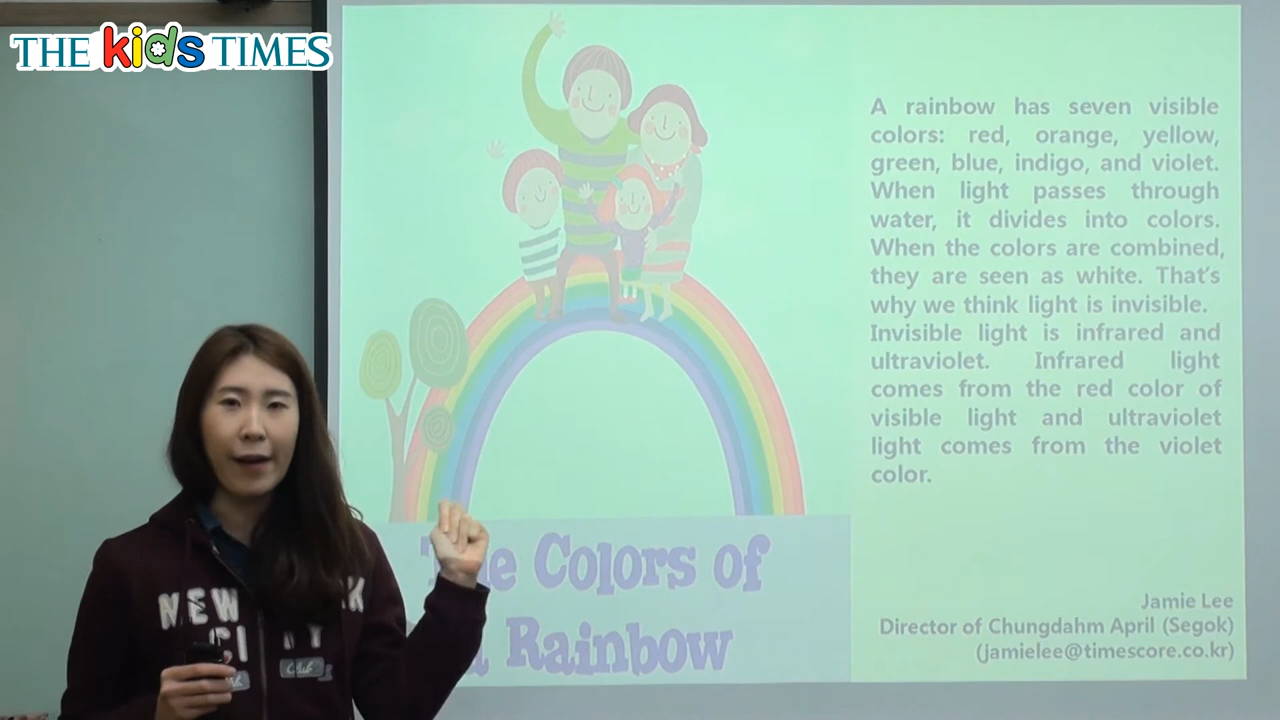 THE kids TIMES
A rainbow has seven visible
colors: red, orange, yellow,
green, blue, indigo, and violet.
When light passes through
water, it divides into colors.
When the colors are combined,
they are seen as white. That's
why we think light is invisible.
Invisible light is infrared and
ultraviolet. Infrared light
comes from the red color of
visible light and ultraviolet
light comes from the violet
color.
Colors of
Rainbow
Jamie Lee
Director of Chungdahm April (Segok)
(jamielee@timescore.co.kr)
NEW